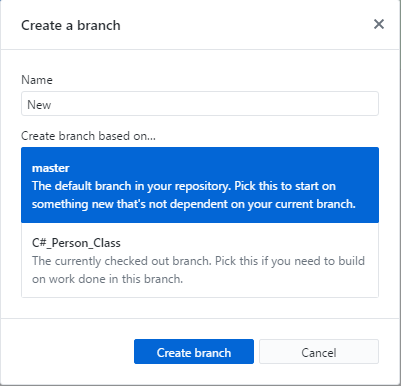 Create a branch
Name
New
Create branch based on...
master
The default branch in your repository. Pick this to start on
something new that's not dependent on your current branch.
C#_Person_Class
The currently checked out branch. Pick this if you need to build
on work done in this branch.
Create branch
Cancel